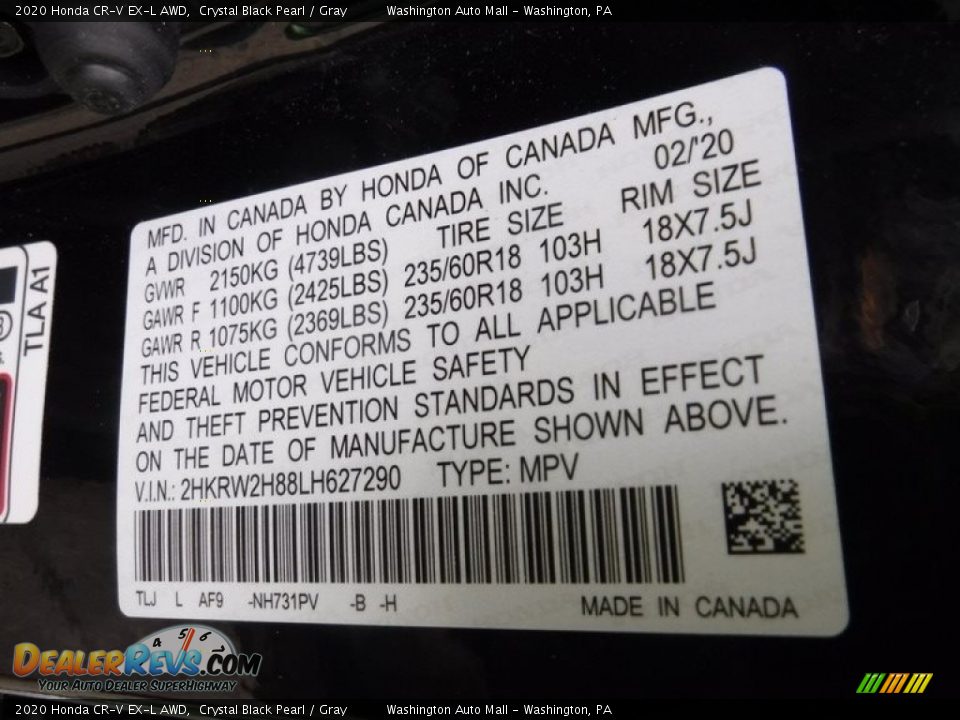 2020 Honda CR-V EX-L AWD, Crystal Black Pearl / Gray Washington Auto Mall - Washington, PA
MFD. IN CANADA BY HONDA OF CANADA MFG.,
A DIVISION OF HONDA CANADA INC. 02/'20
GVWR 2150KG (4739LBS) TIRE SIZE RIM SIZE
GAWR F 1100KG (2425LBS) 235/60R18 103H 18X7.5J
GAWR R 1075KG (2369LBS) 235/60R18 103H 18X7.5J
THIS VEHICLE CONFORMS TO ALL APPLICABLE
FEDERAL MOTOR VEHICLE SAFETY
AND THEFT PREVENTION STANDARDS IN EFFECT
ON THE DATE OF MANUFACTURE SHOWN ABOVE.
V.I.N.: 2HKRW2H88LH627290 TYPE: MPV
TLJ L AF9 -NH731PV -B -H MADE IN CANADA
TLA A1
4 5 6
DEALERREVS.COM
YOUR AUTO DEALER SUPERHIGHWAY
2020 Honda CR-V EX-L AWD, Crystal Black Pearl / Gray Washington Auto Mall - Washington, PA